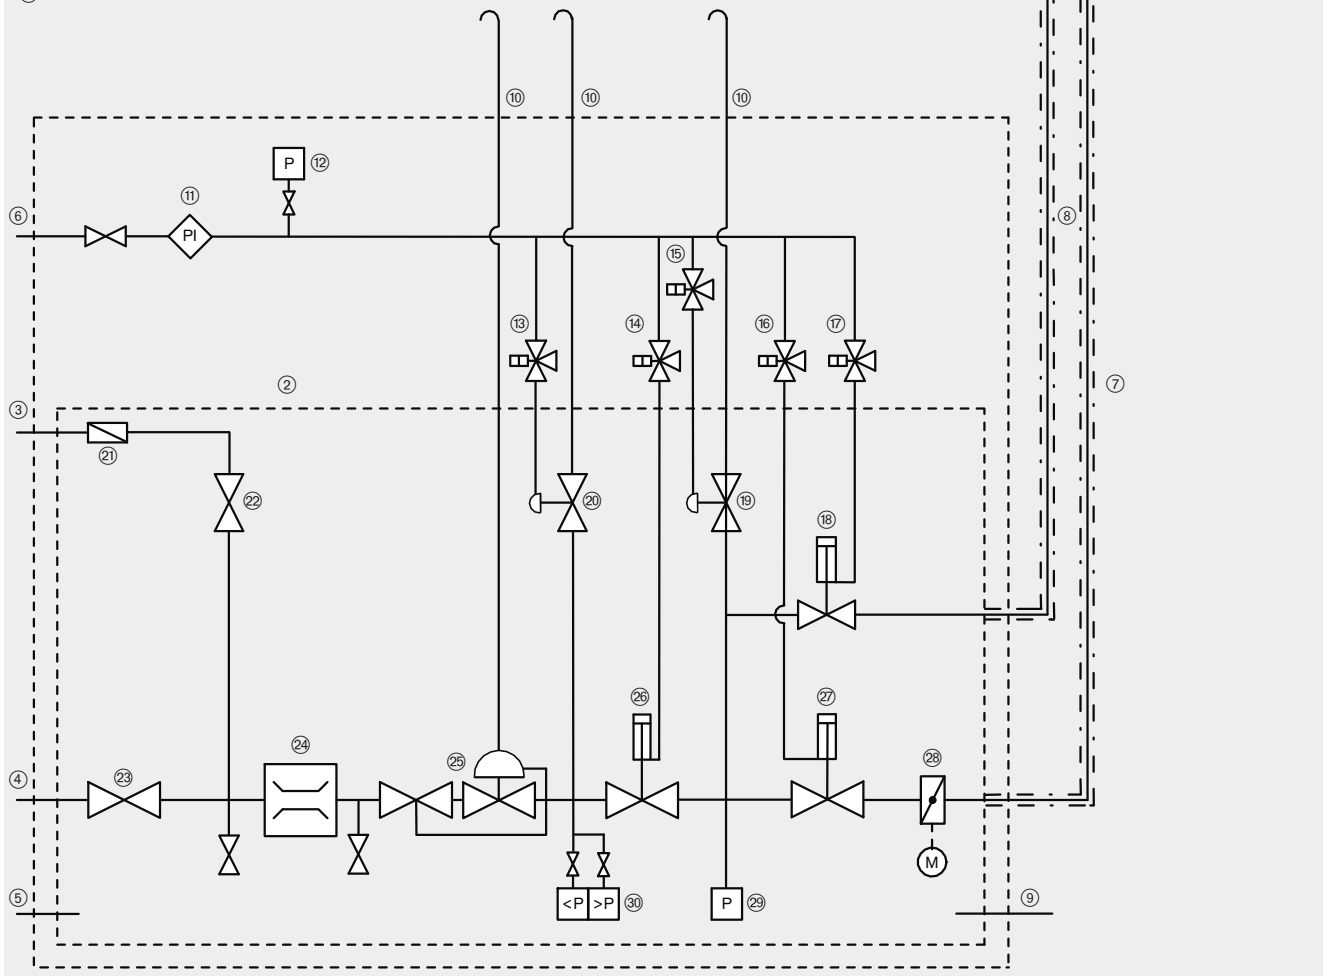 ⑩ ⑩ ⑩
P ⑫
⑪
⑥ ⑧
PI
⑮
⑬ ⑭ ⑯ ⑰
② ⑦
③
㉑
㉒ ⑳ ⑲
⑱
㉖ ㉗
㉔ ㉕ ㉘
④ ㉓
M
⑤ <P >P ㉚ P ㉙ ⑨